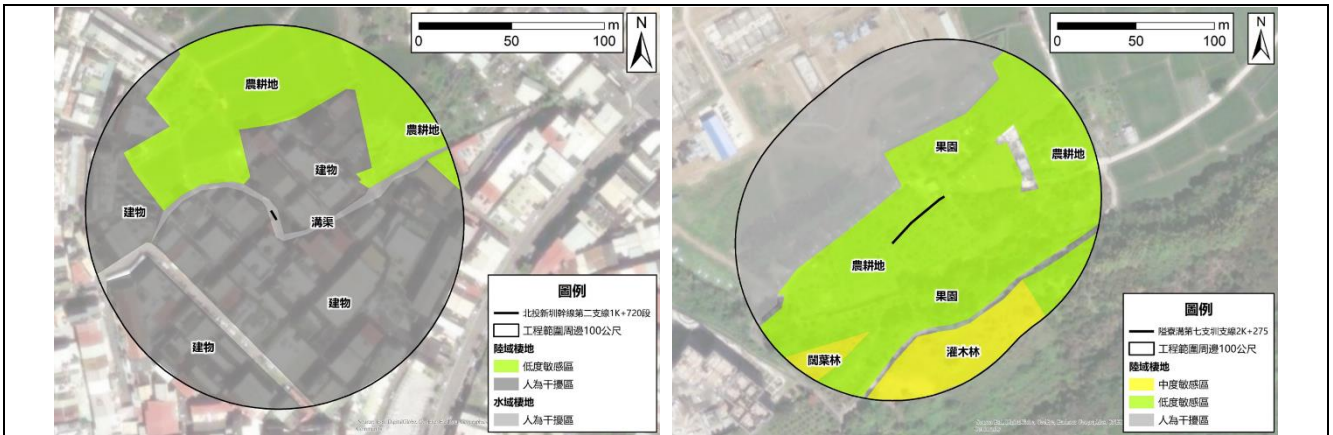 m
0 50 100
N
農耕地
農耕地
建物
建物
溝渠
建物
建物
圖例
北投新圳幹線第二支線1K+720段
工程範圍周邊100公尺
陸域棲地
低度敏感區
人為干擾區
水域棲地
人為干擾區
m
0 50 100
N
果園
農耕地
農耕地
果園
闊葉林
灌木林
圖例
隘寮溝第七支圳支線2K+275
工程範圍周邊100公尺
陸域棲地
中度敏感區
低度敏感區
人為干擾區